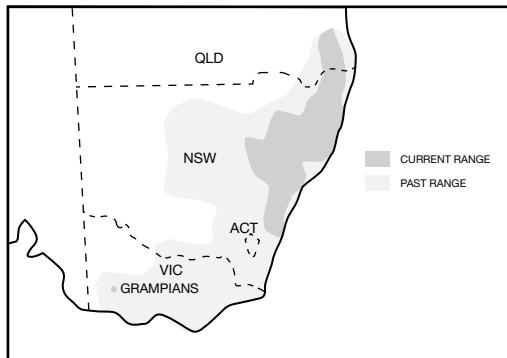 QLD
NSW
CURRENT RANGE
PAST RANGE
ACT
VIC
GRAMPIANS